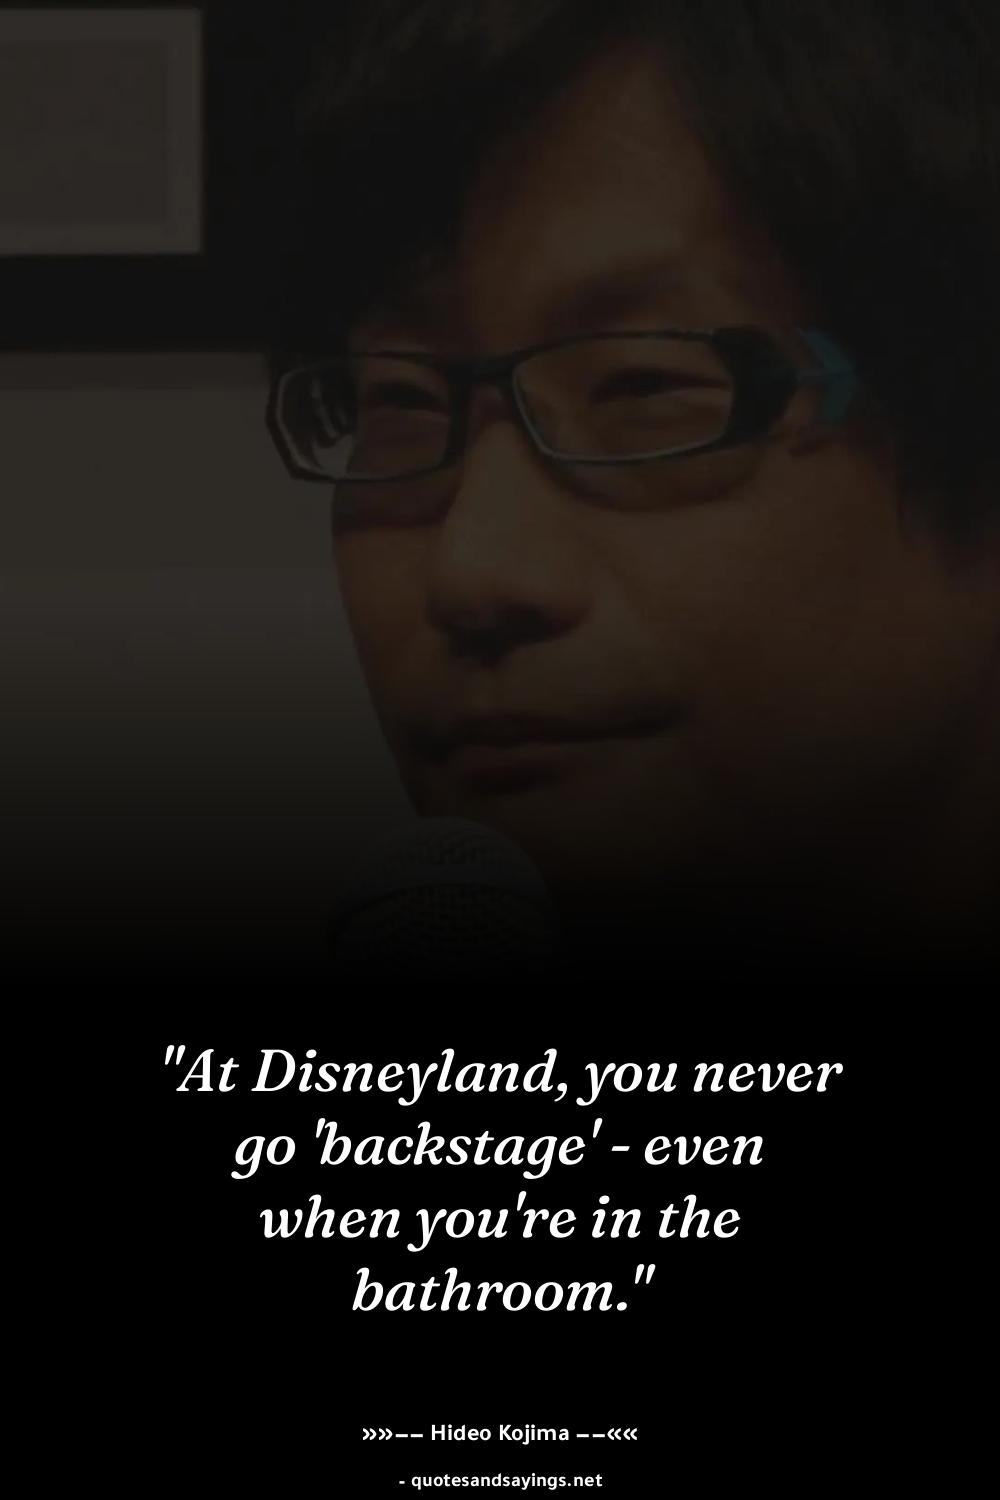 "At Disneyland, you never
go 'backstage' - even
when you're in the
bathroom."
»»−− Hideo Kojima −−««
- quotesandsayings.net